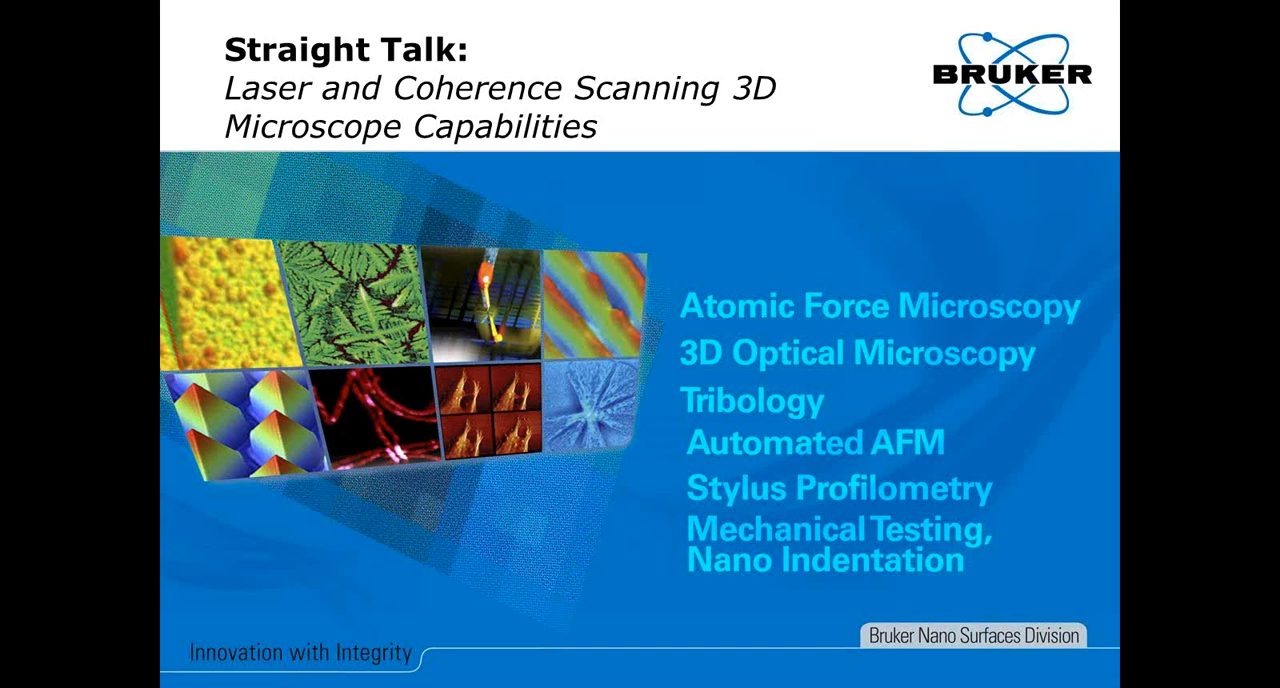 Straight Talk:
Laser and Coherence Scanning 3D
Microscope Capabilities
BRUKER
Atomic Force Microscopy
3D Optical Microscopy
Tribology
Automated AFM
Stylus Profilometry
Mechanical Testing,
Nano Indentation
Bruker Nano Surfaces Division
Innovation with Integrity